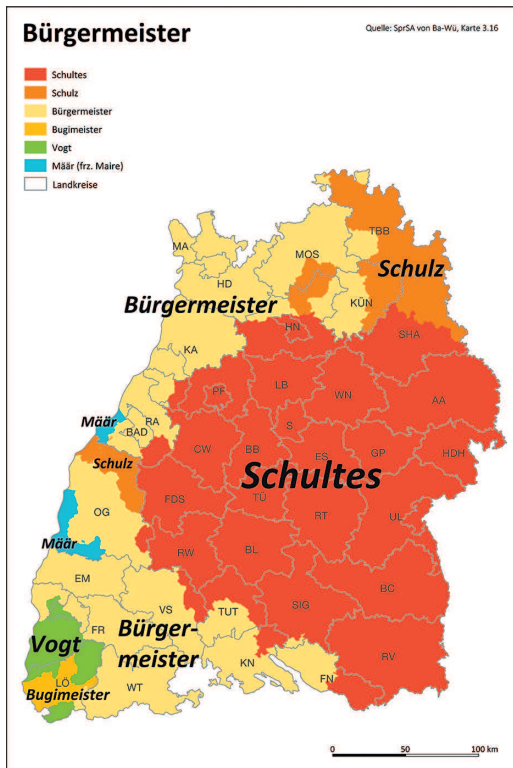 Bürgermeister
Quelle: SprSA von Ba-Wü, Karte 3.16
Schultes
Schulz
Bürgermeister
Bugimeister
Vogt
Määr (frz. Maire)
Landkreise
TBB
MA
MOS
Schulz
HD
Bürgermeister
KÜN
HN
SHA
KA
PF
LB
WN
AA
Määr
RA
BAD
S
Schulz
CW
BB
ES
GP
HDH
Schultes
FDS
TÜ
OG
RT
UL
Määr
RW
BL
EM
BC
VS
TUT
SIG
Vogt
FR
Bürger-
meister
KN
RV
LÖ
WT
FN
Bugimeister
0 50 100 km